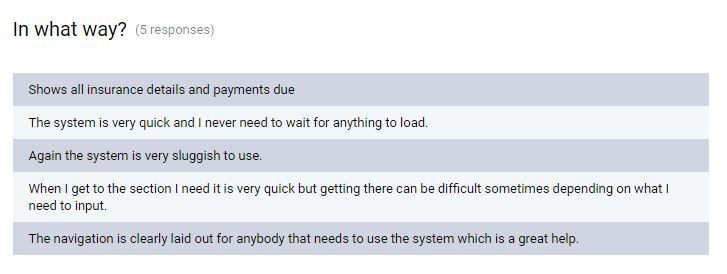 In what way? (5 responses)
Shows all insurance details and payments due
The system is very quick and I never need to wait for anything to load.
Again the system is very sluggish to use.
When I get to the section I need it is very quick but getting there can be difficult sometimes depending on what I
need to input.
The navigation is clearly laid out for anybody that needs to use the system which is a great help.